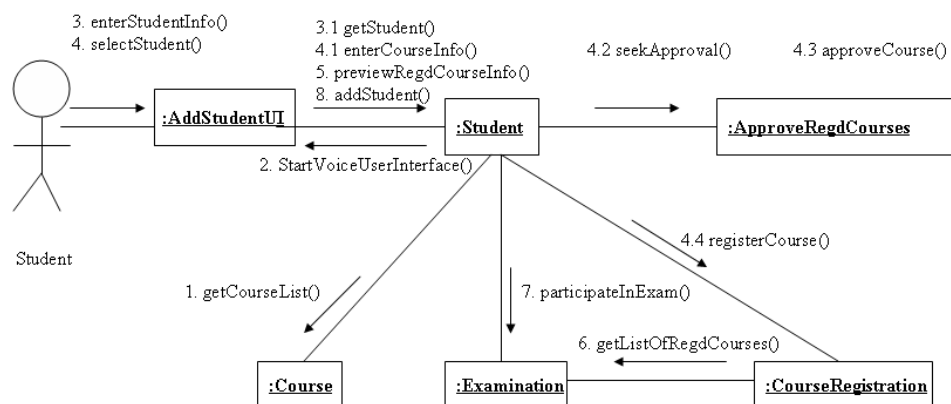 3. enterStudentInfo()
4. selectStudent()
3.1 getStudent()
4.1 enterCourseInfo()
5. previewRegdCourseInfo()
8. addStudent()
4.2 seekApproval()
4.3 approveCourse()
:AddStudentUI
:Student
:ApproveRegdCourses
2. StartVoiceUserInterface()
Student
4.4 registerCourse()
1. getCourseList()
7. participateInExam()
6. getListOfRegdCourses()
:Course
:Examination
:CourseRegistration